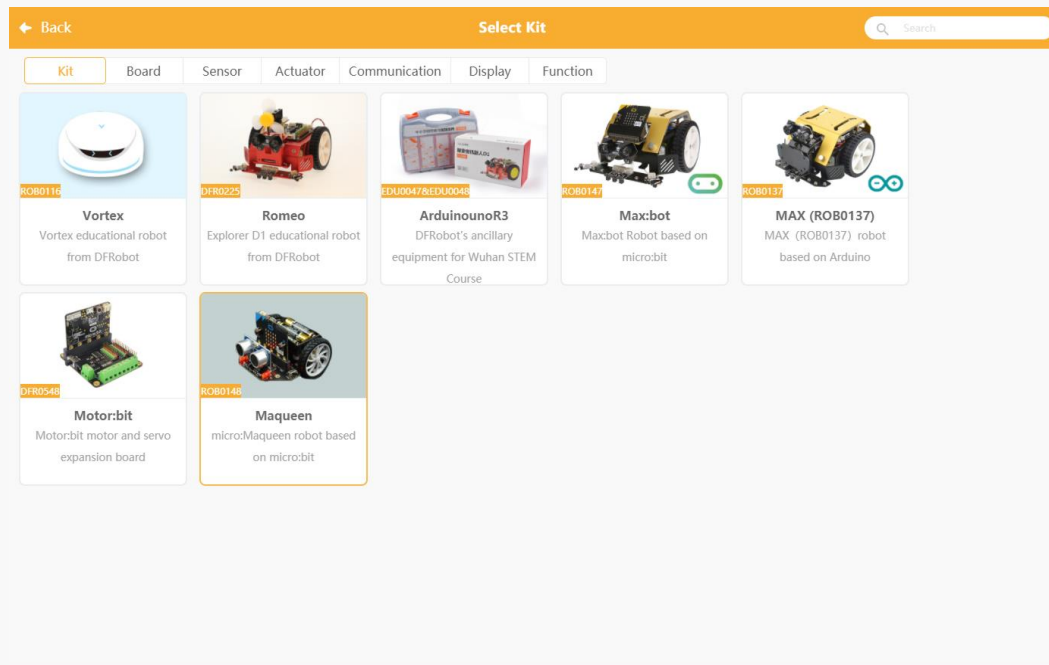 Back
Select Kit
Search
Kit Board Sensor Actuator Communication Display Function
ROB0116
Vortex
Vortex educational robot
from DFRobot
DFR0225
Romeo
Explorer D1 educational robot
from DFRobot
EDU0047&EDU0048
ArduinounoR3
DFRobot's ancillary
equipment for Wuhan STEM
Course
ROB0147
Max:bot
Max:bot Robot based on
micro:bit
ROB0137
MAX (ROB0137)
MAX (ROB0137) robot
based on Arduino
DFR0548
Motor:bit
Motor:bit motor and servo
expansion board
ROB0148
Maqueen
micro:Maqueen robot based
on micro:bit